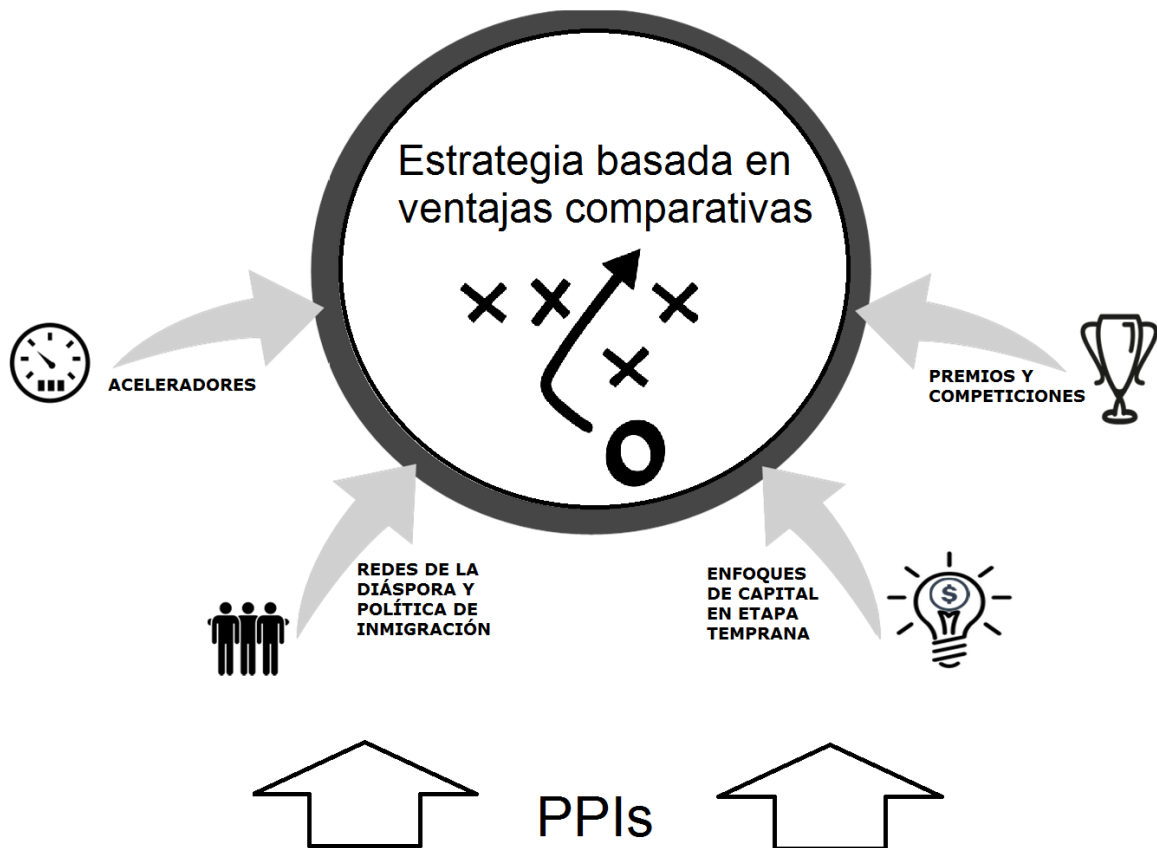 Estrategia basada en
ventajas comparativas
ACELERADORES
PREMIOS Y
COMPETICIONES
REDES DE LA
DIÁSPORA Y
POLÍTICA DE
INMIGRACIÓN
ENFOQUES
DE CAPITAL
EN ETAPA
TEMPRANA
$
PPIs